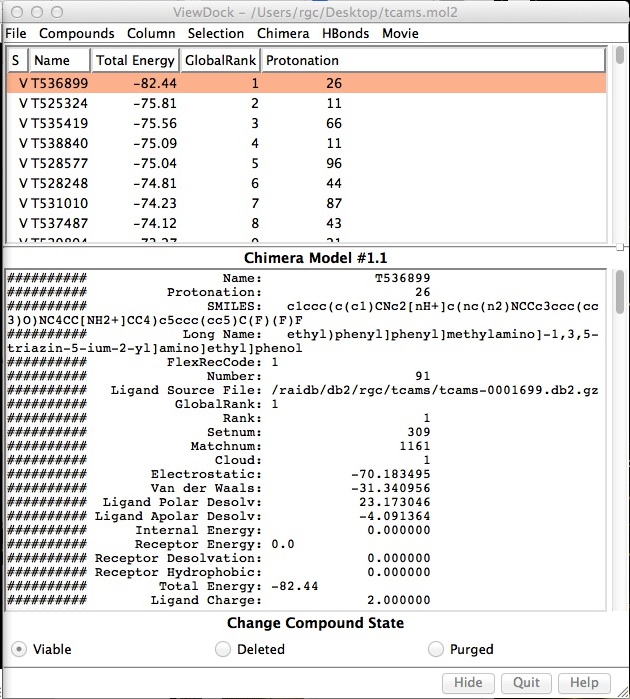 ViewDock – /Users/rgc/Desktop/tcams.mol2
File Compounds Column Selection Chimera HBonds Movie
S Name Total Energy GlobalRank Protonation
V T536899 -82.44 1 26
V T525324 -75.81 2 11
V T535419 -75.56 3 66
V T538840 -75.09 4 11
V T528577 -75.04 5 96
V T528248 -74.81 6 44
V T531010 -74.23 7 87
V T537487 -74.12 8 43
Chimera Model #1.1
########## Name: T536899
########## Protonation: 26
########## SMILES: c1ccc(c(c1)CNc2[nH+]c(nc(n2)NCCc3ccc(cc
3)O)NC4CC[NH2+]CC4)c5ccc(cc5)C(F)(F)F
########## Long Name: ethyl)phenyl]phenyl]methylamino]-1,3,5-
triazin-5-ium-2-yl]amino]ethyl]phenol
########## FlexRecCode: 1
########## Number: 91
########## Ligand Source File: /raidb/db2/rgc/tcams/tcams-0001699.db2.gz
########## GlobalRank: 1
########## Rank: 1
########## Setnum: 309
########## Matchnum: 1161
########## Cloud: 1
########## Electrostatic: -70.183495
########## Van der Waals: -31.340956
########## Ligand Polar Desolv: 23.173046
########## Ligand Apolar Desolv: -4.091364
########## Internal Energy: 0.000000
########## Receptor Energy: 0.0
########## Receptor Desolvation: 0.000000
########## Receptor Hydrophobic: 0.000000
########## Total Energy: -82.44
########## Ligand Charge: 2.000000
Change Compound State
Viable Deleted Purged
Hide Quit Help